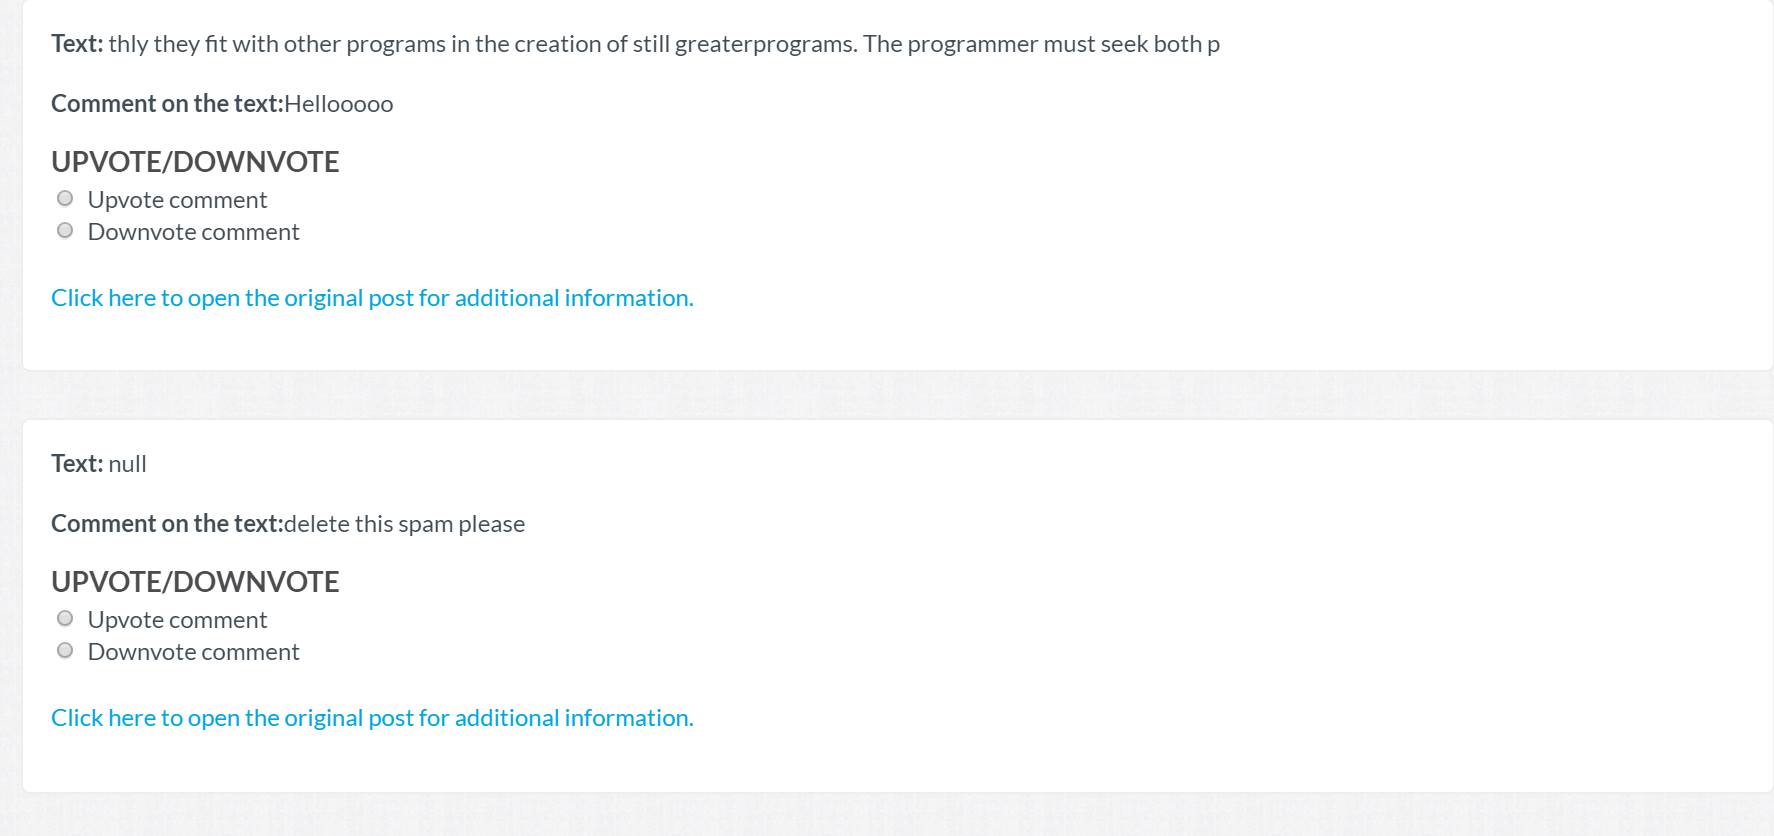 Text: thly they fit with other programs in the creation of still greaterprograms. The programmer must seek both p
Comment on the text:Hellooooo
UPVOTE/DOWNVOTE
Upvote comment
Downvote comment
Click here to open the original post for additional information.
Text: null
Comment on the text:delete this spam please
UPVOTE/DOWNVOTE
Upvote comment
Downvote comment
Click here to open the original post for additional information.